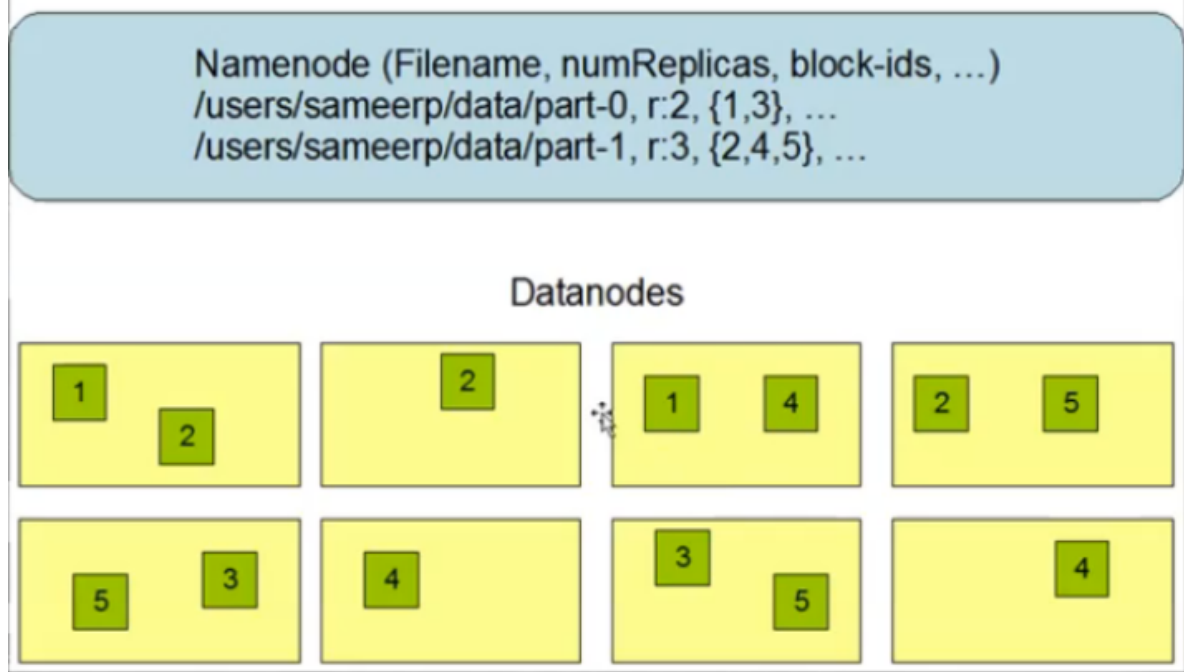 Namenode (Filename, numReplicas, block-ids, …)
/users/sameerp/data/part-0, r:2, {1,3}, …
/users/sameerp/data/part-1, r:3, {2,4,5}, …
Datanodes
1
2
2
1 4
2 5
5 3
4
3
5
4